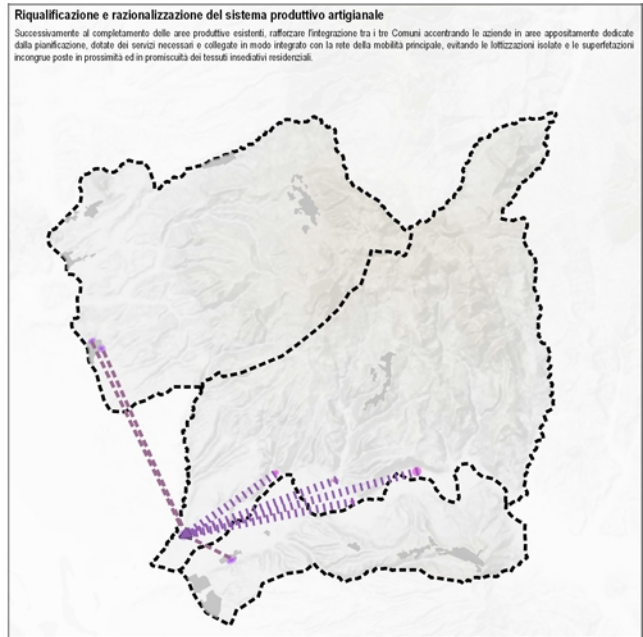 Riqualificazione e razionalizzazione del sistema produttivo artigianale
Successivamente al completamento delle aree produttive esistenti, rafforzare l'integrazione tra i tre Comuni accentrando le aziende in aree appositamente dedicate
dalla pianificazione, dotate dei servizi necessari e collegate in modo integrato con la rete della mobilità principale, evitando le lottizzazioni isolate e le superfetazioni
incongrue poste in prossimità ed in promiscuità dei tessuti insediativi residenziali.